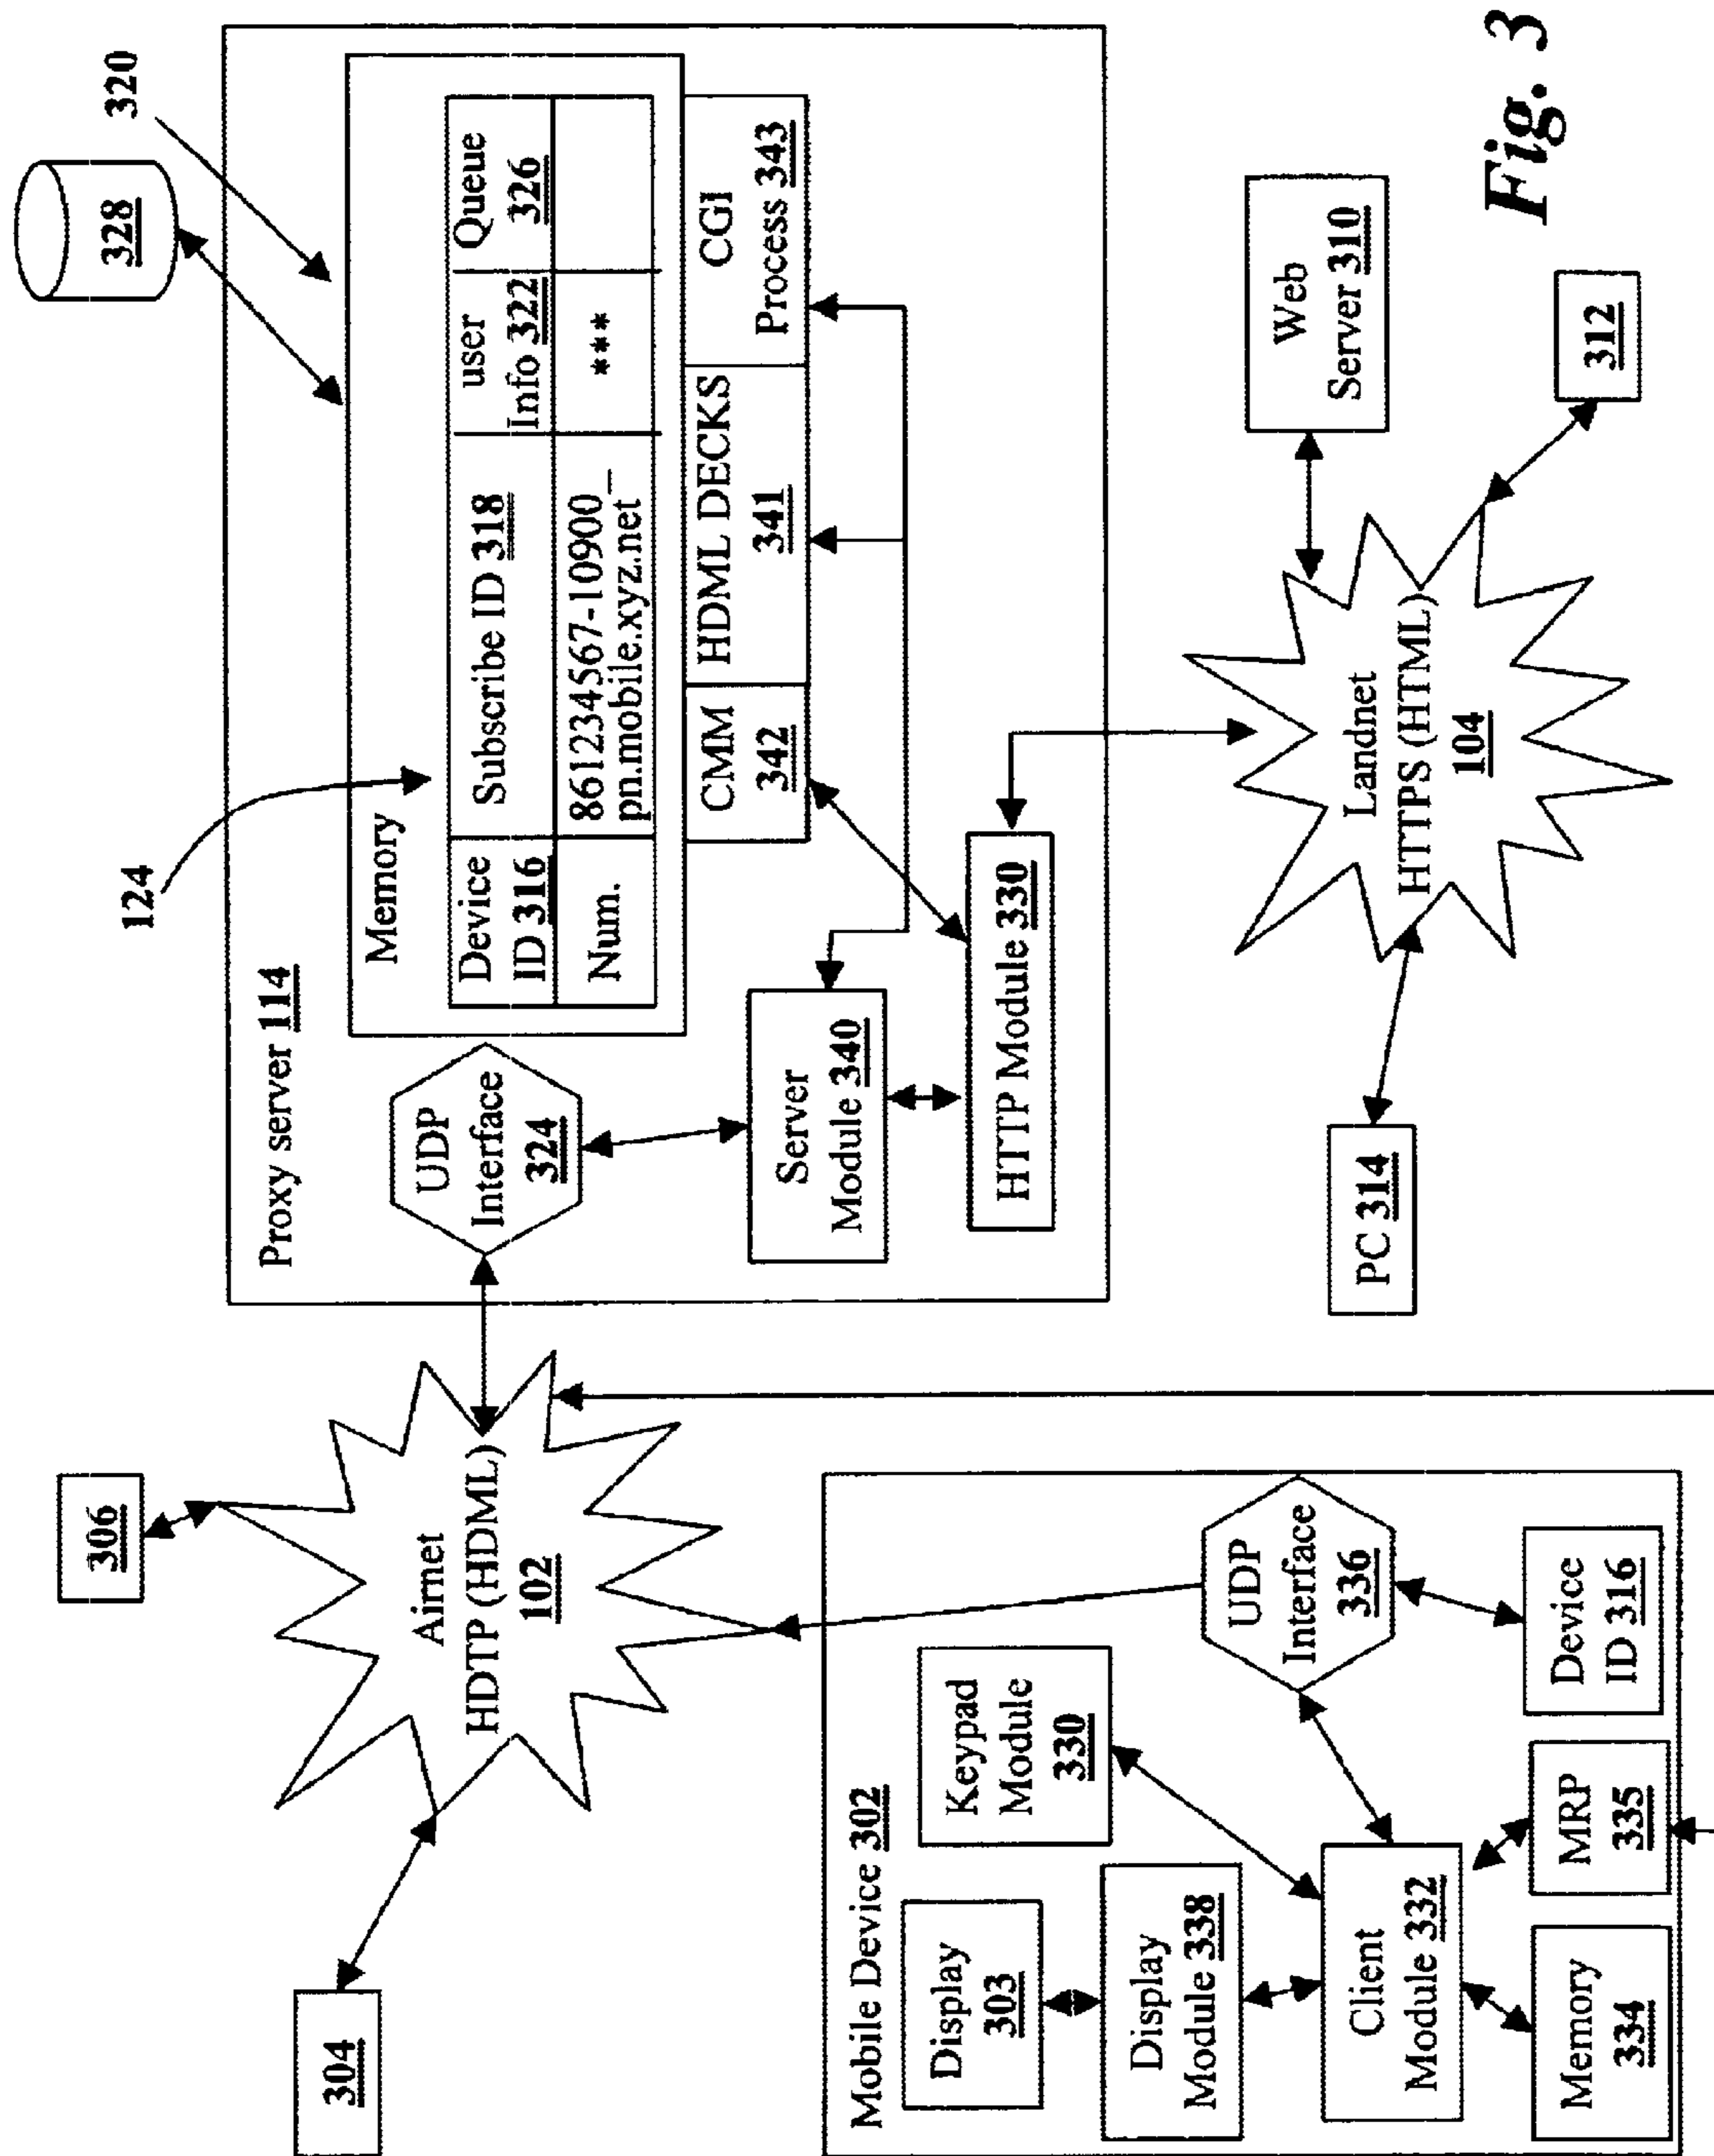 304
306
Airnet
HDTP (HDML)
102
Mobile Device 302
Display
303
Display
Module 338
Keypad
Module
330
Client
Module 332
Memory
334
MRP
335
UDP
Interface
336
Device
ID 316
328
320
124
Proxy server 114
Memory
Device
ID 316
Subscribe ID 318
user
Info 322
Queue
326
Num.
861234567-10900_
pn.mobile.xyz.net
***
CMM
342
HDML DECKS
341
CGI
Process 343
UDP
Interface
324
Server
Module 340
HTTP Module 330
Landnet
HTTPS (HTML)
104
PC 314
Web
Server 310
312
Fig. 3